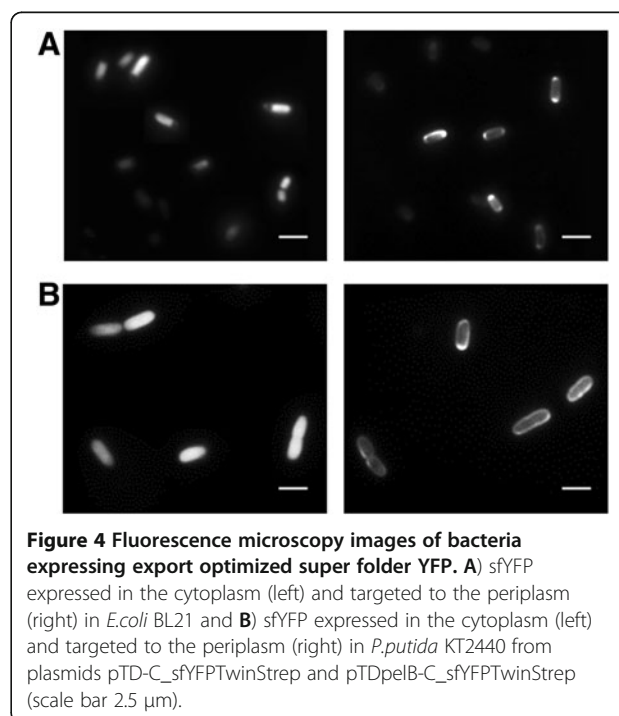 A
B
Figure 4 Fluorescence microscopy images of bacteria
expressing export optimized super folder YFP. A) sfYFP
expressed in the cytoplasm (left) and targeted to the periplasm
(right) in E.coli BL21 and B) sfYFP expressed in the cytoplasm (left)
and targeted to the periplasm (right) in P.putida KT2440 from
plasmids pTD-C_sfYFPTwinStrep and pTDpelB-C_sfYFPTwinStrep
(scale bar 2.5 μm).